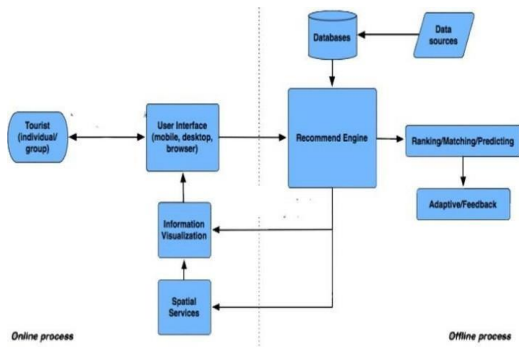 Databases
Data
sources
Tourist
(individual/
group)
User Interface
(mobile, desktop,
browser)
Recommend Engine
Ranking/Matching/Predicting
Adaptive/Feedback
Information
Visualization
Spatial
Services
Online process
Offline process